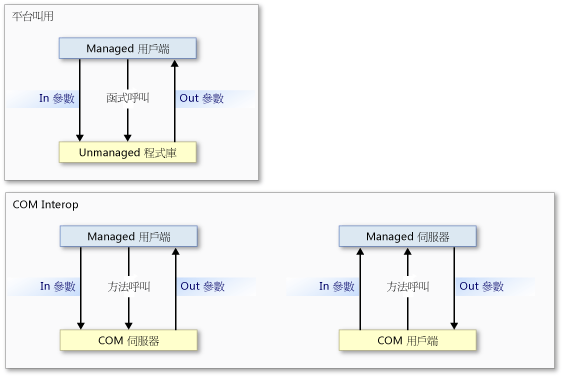 平台叫用
Managed 用戶端
In 參數
函式呼叫
Out 參數
Unmanaged 程式庫
COM Interop
Managed 用戶端
In 參數
方法呼叫
Out 參數
COM 伺服器
Managed 伺服器
In 參數
方法呼叫
Out 參數
COM 用戶端